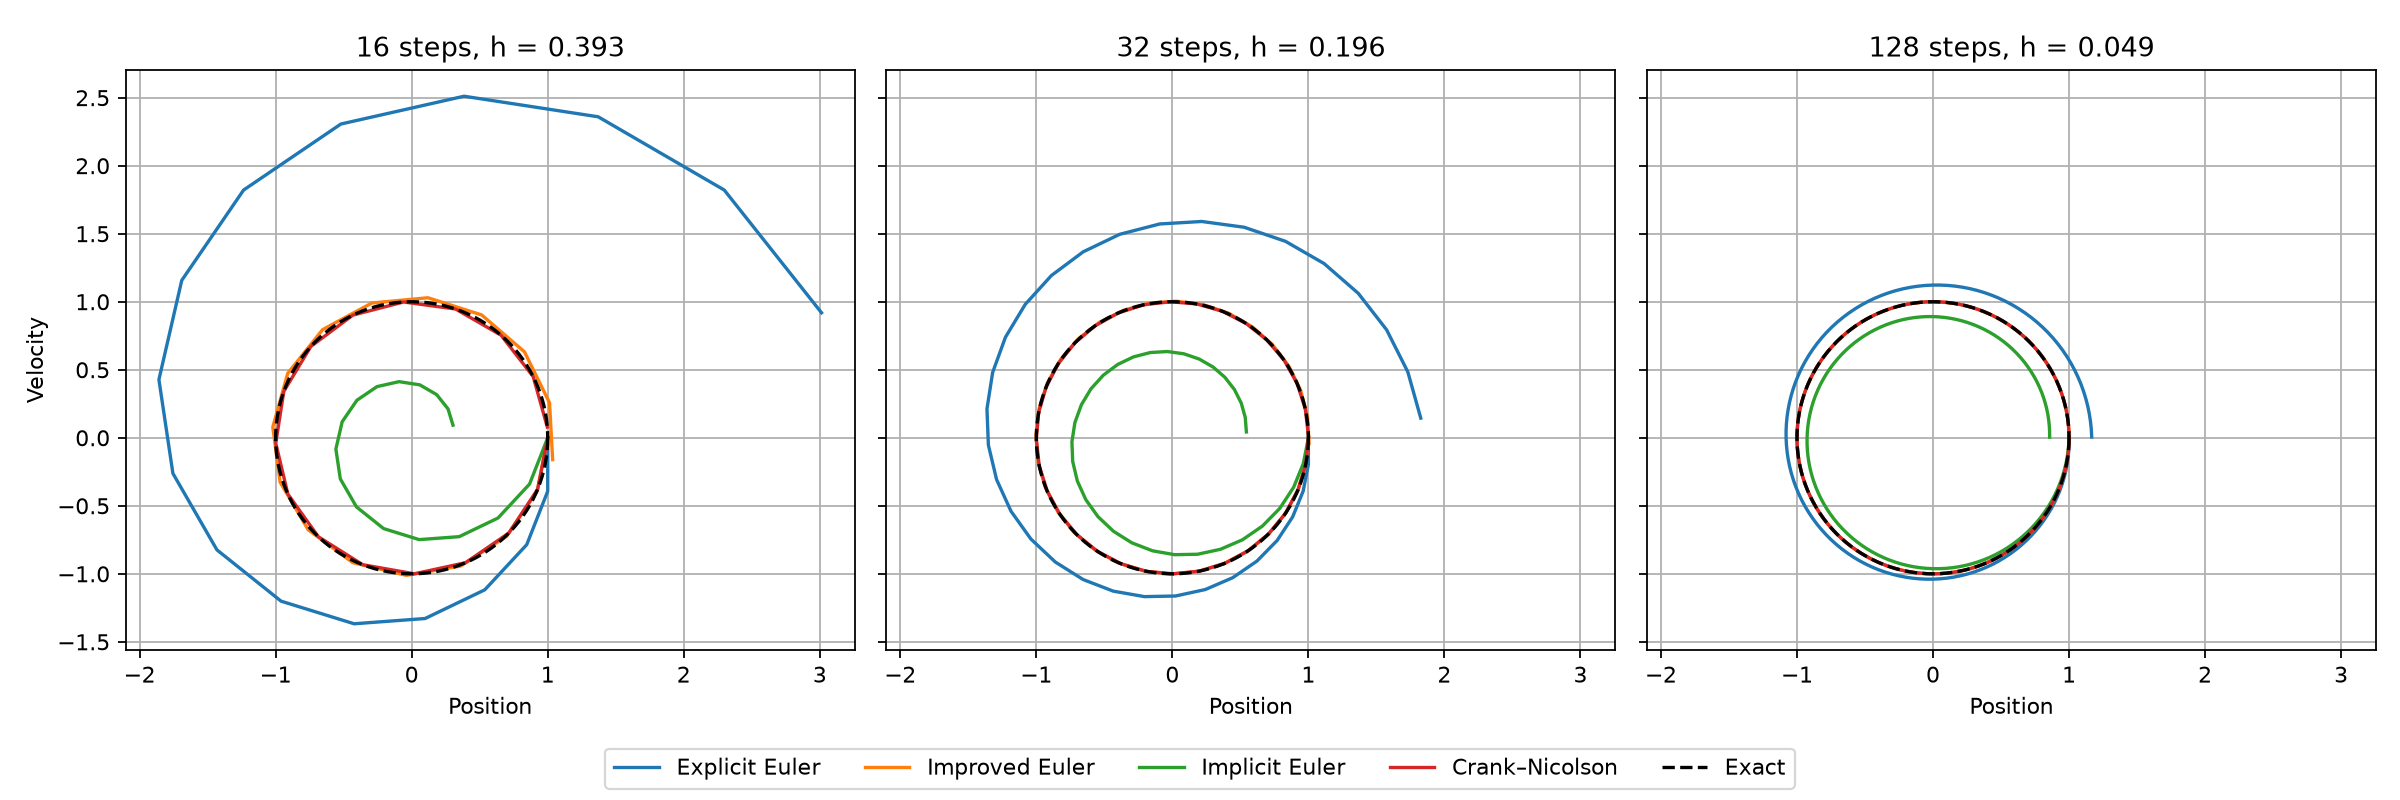 16 steps, h = 0.393
32 steps, h = 0.196
128 steps, h = 0.049
Velocity
2.5
2.0
1.5
1.0
0.5
0.0
−0.5
−1.0
−1.5
−2 −1 0 1 2 3
−2 −1 0 1 2 3
−2 −1 0 1 2 3
Position
Position
Position
Explicit Euler Improved Euler Implicit Euler Crank–Nicolson Exact